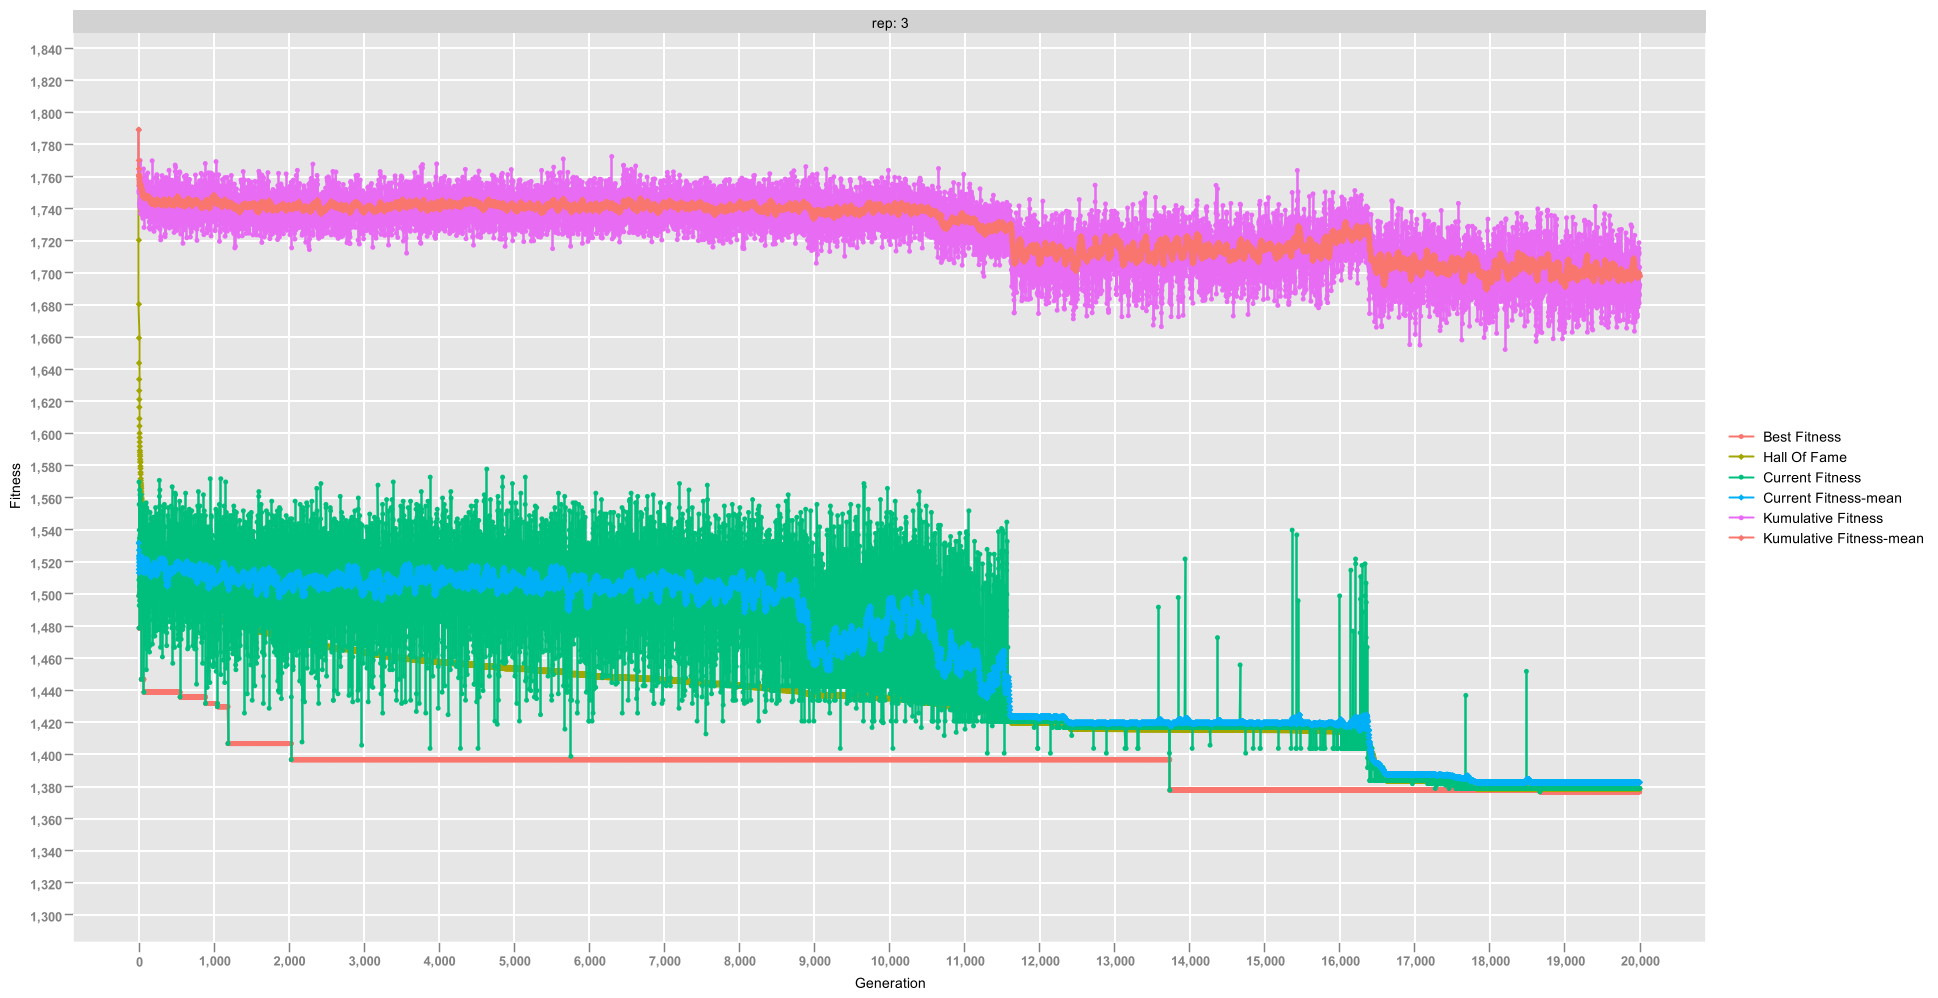 rep: 3
1,840
1,820
1,800
1,780
1,760
1,740
1,720
1,700
1,680
1,660
1,640
1,620
1,600
1,580
1,560
1,540
1,520
1,500
1,480
1,460
1,440
1,420
1,400
1,380
1,360
1,340
1,320
1,300
Fitness
0 1,000 2,000 3,000 4,000 5,000 6,000 7,000 8,000 9,000 10,000 11,000 12,000 13,000 14,000 15,000 16,000 17,000 18,000 19,000 20,000
Generation
Best Fitness
Hall Of Fame
Current Fitness
Current Fitness-mean
Kumulative Fitness
Kumulative Fitness-mean